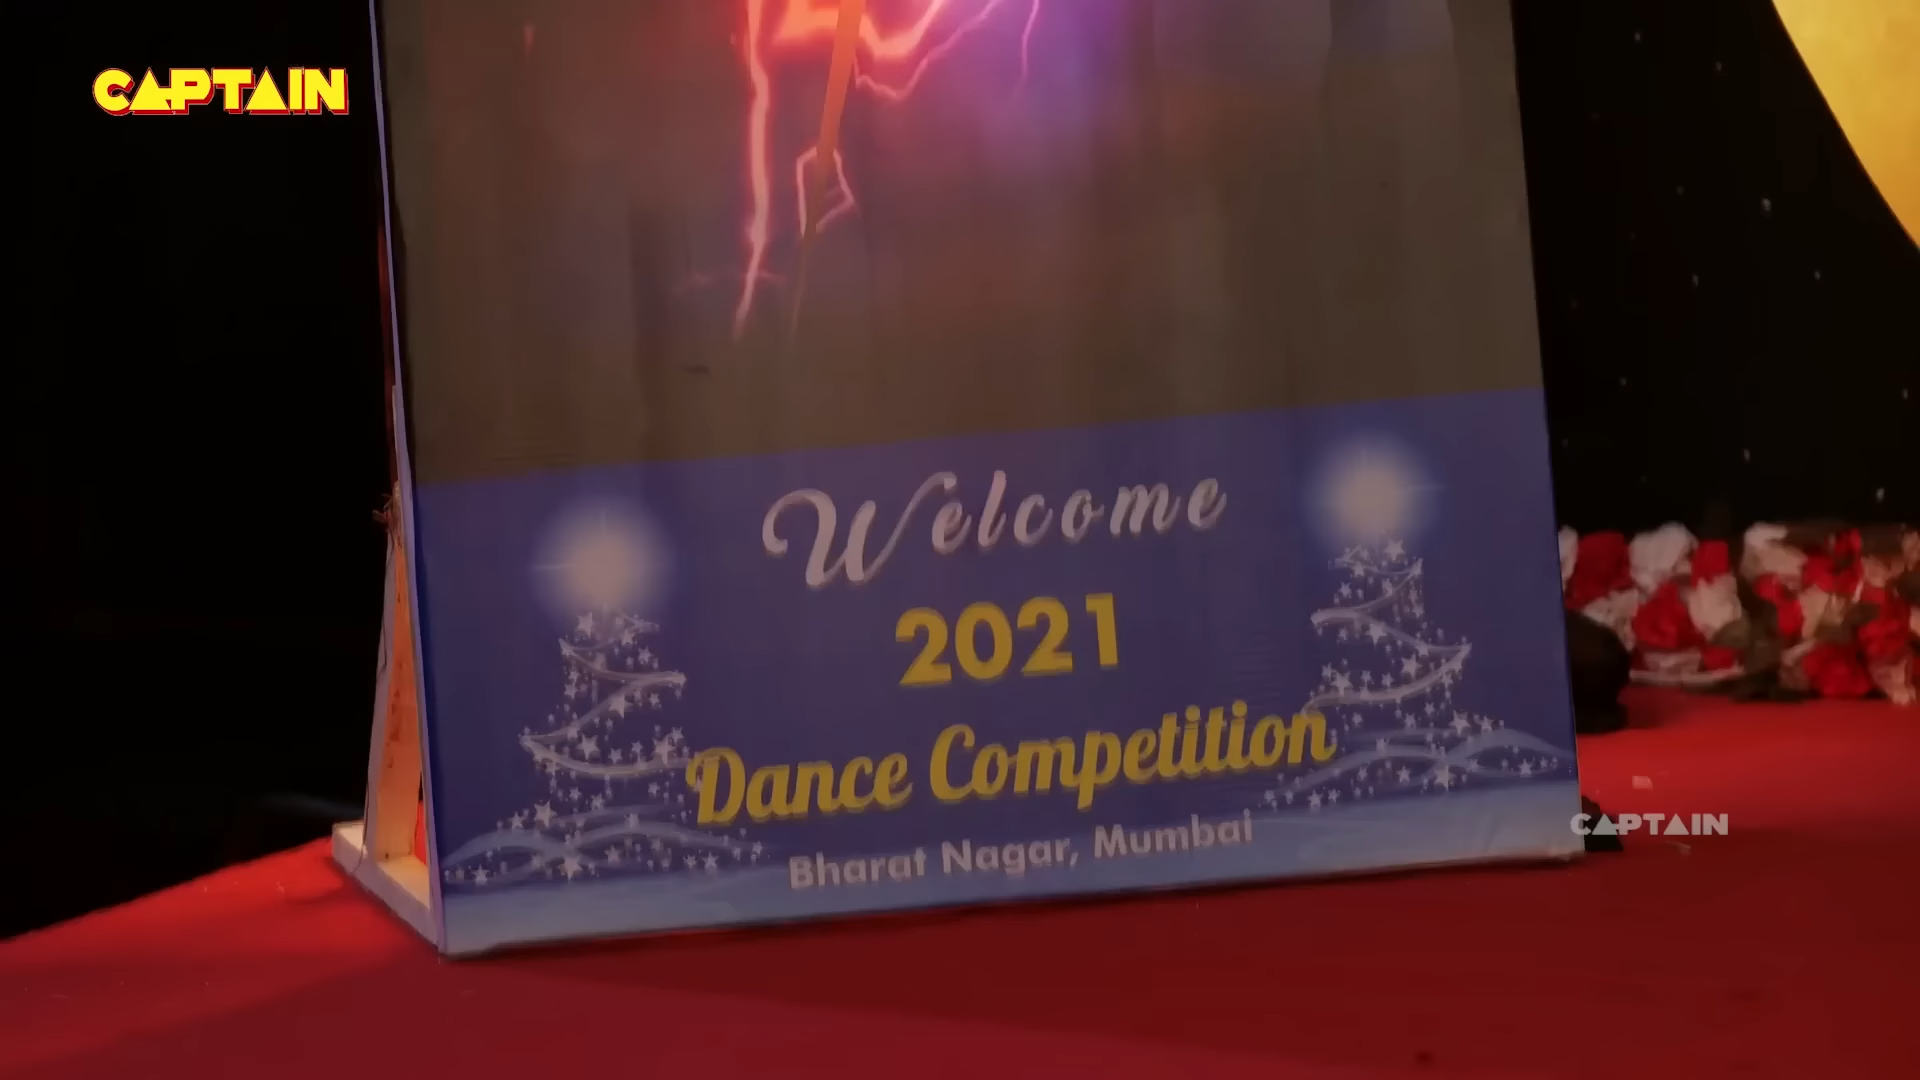 CAPTAIN
Welcome
2021
Dance Competition
Bharat Nagar, Mumbai
CAPTAIN